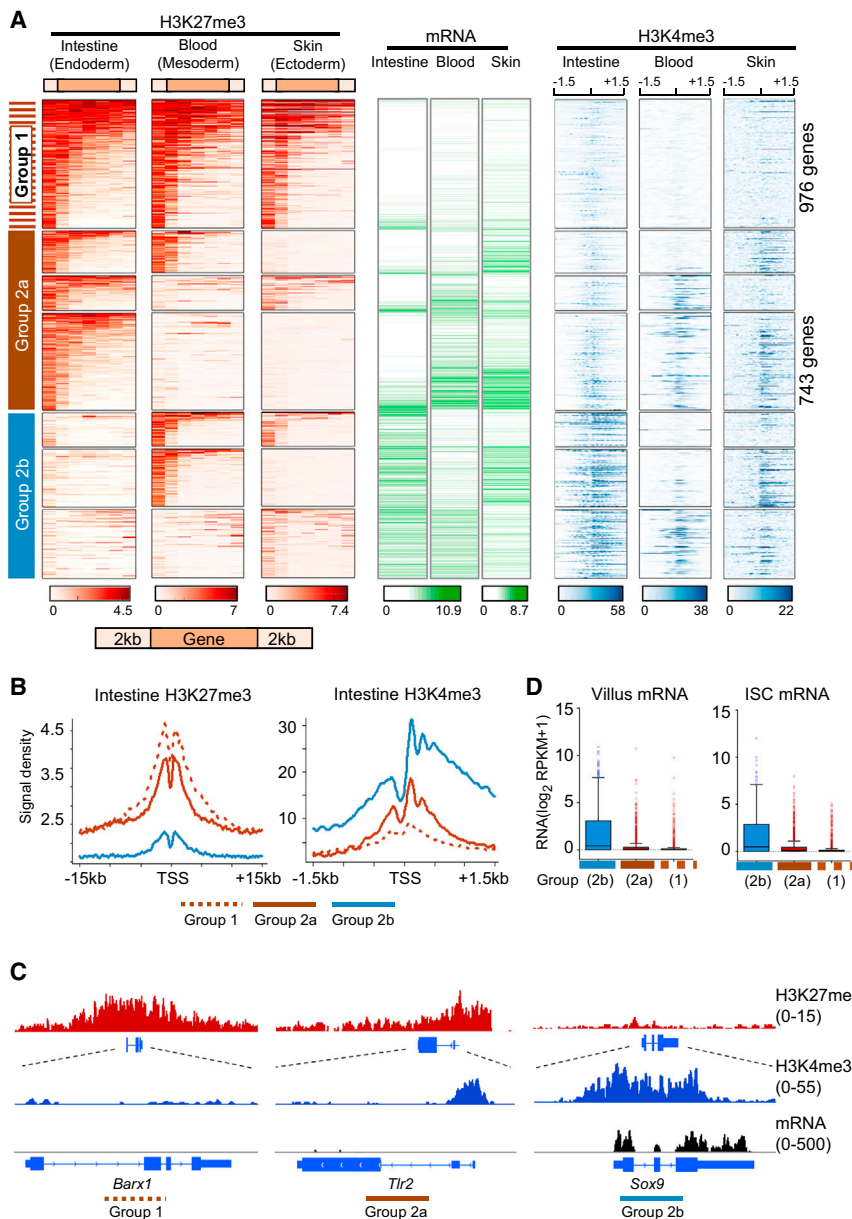 A
H3K27me3
Intestine (Endoderm)
Blood (Mesoderm)
Skin (Ectoderm)
mRNA
Intestine Blood Skin
H3K4me3
Intestine Blood Skin
-1.5 +1.5 -1.5 +1.5 -1.5 +1.5
Group 1
976 genes
Group 2a
743 genes
Group 2b
0 4.5 0 7 0 7.4 0 10.9 0 8.7 0 58 0 38 0 22
2kb Gene 2kb
B
Intestine H3K27me3
Signal density
4.5
3.5
2.5
-15kb TSS +15kb
Intestine H3K4me3
30
20
10
-1.5kb TSS +1.5kb
Group 1 Group 2a Group 2b
D
Villus mRNA
RNA(log2 RPKM+1)
15
10
5
0
Group (2b) (2a) (1)
ISC mRNA
15
10
5
0
(2b) (2a) (1)
C
H3K27me
(0-15)
H3K4me3
(0-55)
mRNA
(0-500)
Barx1 Tlr2 Sox9
Group 1 Group 2a Group 2b